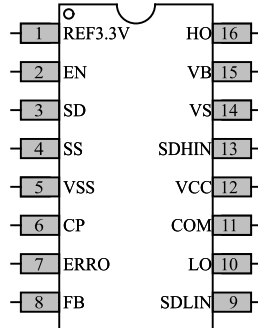 1 REF3.3V HO 16
2 EN VB 15
3 SD VS 14
4 SS SDHIN 13
5 VSS VCC 12
6 CP COM 11
7 ERRO LO 10
8 FB SDLIN 9